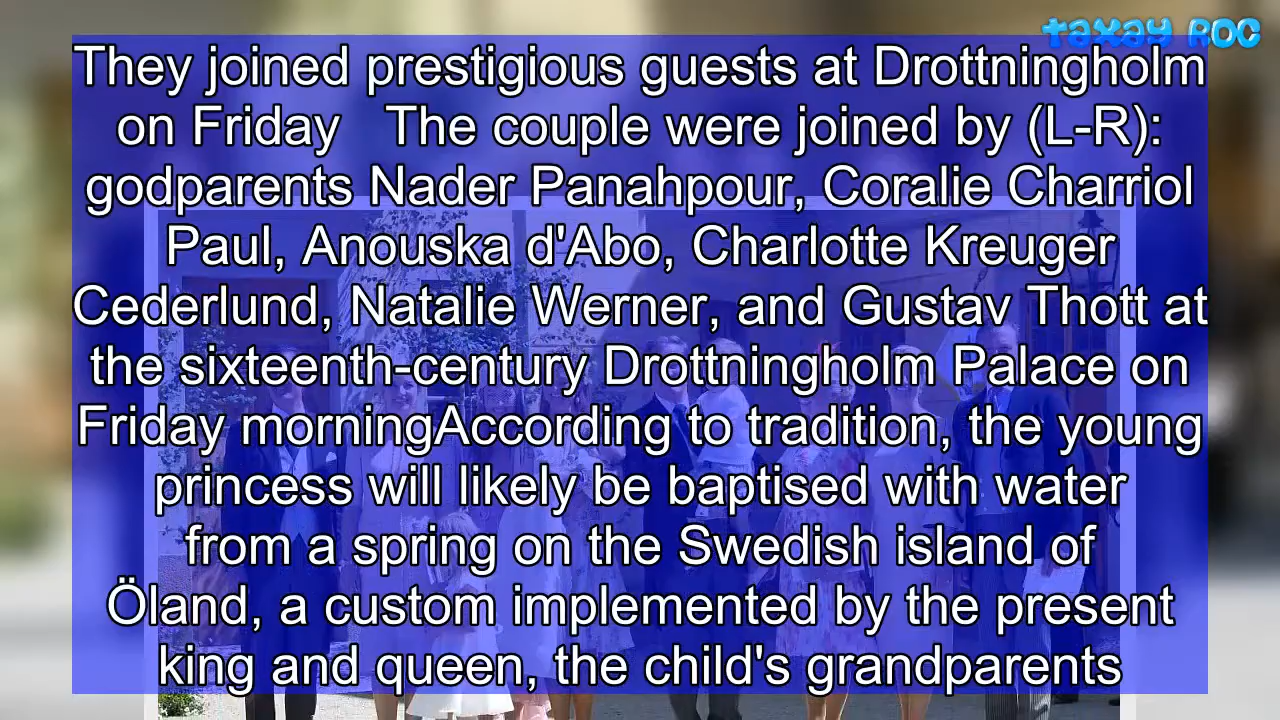 taxay ROC
They joined prestigious guests at Drottningholm
on Friday   The couple were joined by (L-R):
godparents Nader Panahpour, Coralie Charriol
Paul, Anouska d'Abo, Charlotte Kreuger
Cederlund, Natalie Werner, and Gustav Thott at
the sixteenth-century Drottningholm Palace on
Friday morningAccording to tradition, the young
princess will likely be baptised with water
from a spring on the Swedish island of
Öland, a custom implemented by the present
king and queen, the child's grandparents